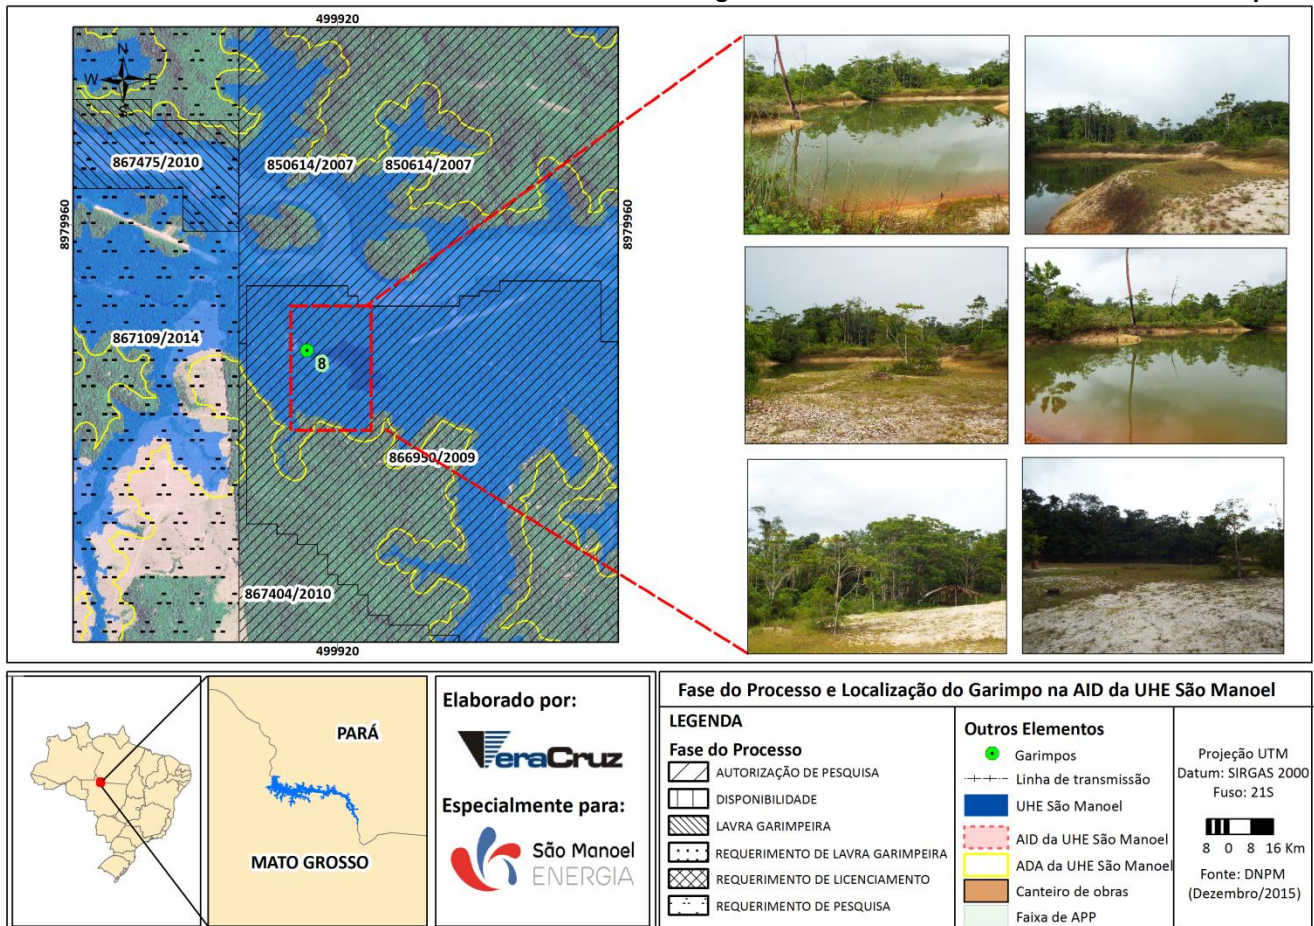 499920
N
W E
S
867475/2010
850614/2007
850614/2007
8979960
8979960
867109/2014
8
866990/2009
867404/2010
499920
PARÁ
MATO GROSSO
Elaborado por:
VeraCruz
Especialmente para:
São Manoel
ENERGIA
Fase do Processo e Localização do Garimpo na AID da UHE São Manoel
LEGENDA
Fase do Processo
AUTORIZAÇÃO DE PESQUISA
DISPONIBILIDADE
LAVRA GARIMPEIRA
REQUERIMENTO DE LAVRA GARIMPEIRA
REQUERIMENTO DE LICENCIAMENTO
REQUERIMENTO DE PESQUISA
Outros Elementos
Garimpos
Linha de transmissão
UHE São Manoel
AID da UHE São Manoel
ADA da UHE São Manoel
Canteiro de obras
Faixa de APP
Projeção UTM
Datum: SIRGAS 2000
Fuso: 21S
8 0 8 16 Km
Fonte: DNPM
(Dezembro/2015)